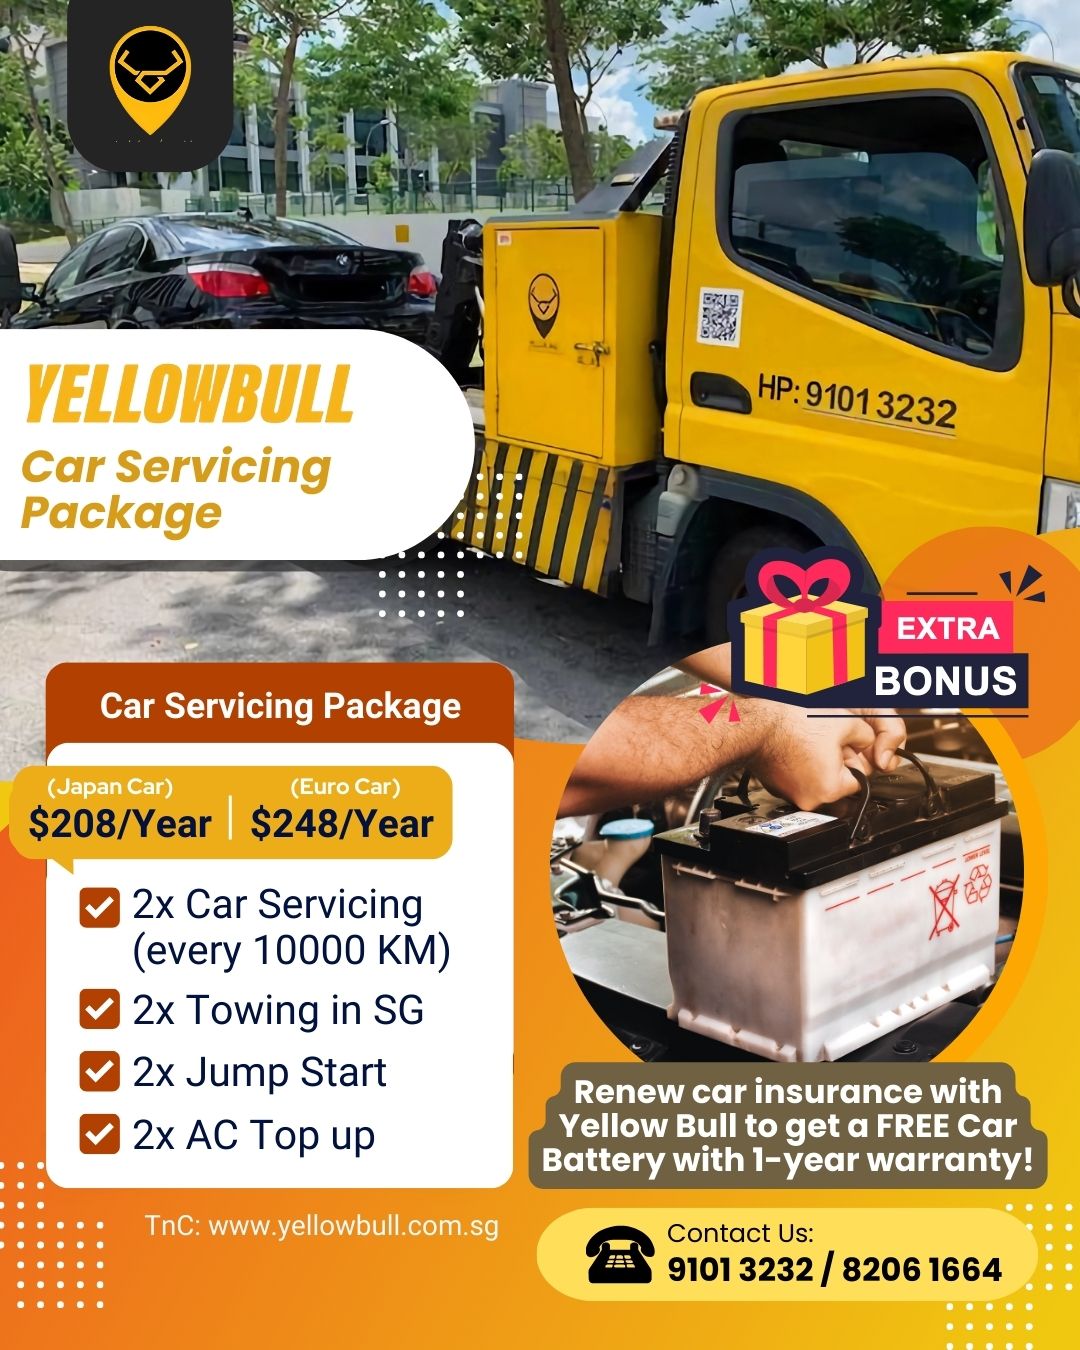 HP: 9101 3232
YELLOWBULL
Car Servicing
Package
EXTRA
BONUS
Car Servicing Package
(Japan Car)
(Euro Car)
$208/Year
$248/Year
2x Car Servicing
(every 10000 KM)
2x Towing in SG
2x Jump Start
2x AC Top up
Renew car insurance with
Yellow Bull to get a FREE Car
Battery with 1-year warranty!
TnC: www.yellowbull.com.sg
Contact Us:
9101 3232 / 8206 1664